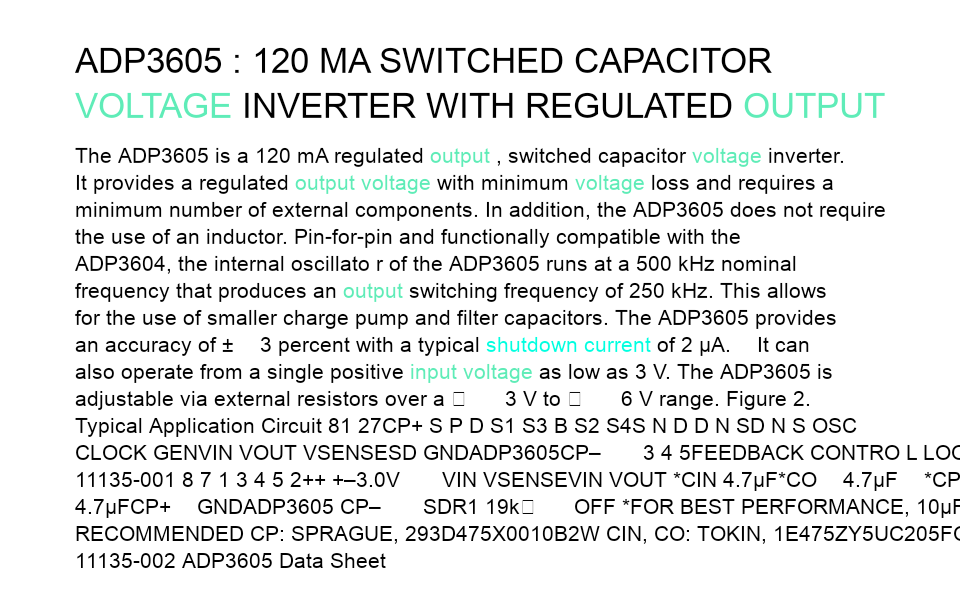 ADP3605 : 120 MA SWITCHED CAPACITOR
VOLTAGE INVERTER WITH REGULATED OUTPUT
The ADP3605 is a 120 mA regulated output , switched capacitor voltage inverter.
It provides a regulated output voltage with minimum voltage loss and requires a
minimum number of external components. In addition, the ADP3605 does not require
the use of an inductor. Pin-for-pin and functionally compatible with the
ADP3604, the internal oscillato r of the ADP3605 runs at a 500 kHz nominal
frequency that produces an output switching frequency of 250 kHz. This allows
for the use of smaller charge pump and filter capacitors. The ADP3605 provides
an accuracy of ± 3 percent with a typical shutdown current of 2 μA. It can
also operate from a single positive input voltage as low as 3 V. The ADP3605 is
adjustable via external resistors over a □ 3 V to □ 6 V range. Figure 2.
Typical Application Circuit 81 27CP+ S P D S1 S3 B S2 S4S N D D N SD N S OSC
CLOCK GENVIN VOUT VSENSESD GNDADP3605CP– 3 4 5FEEDBACK CONTRO L LOO
11135-001 8 7 1 3 4 5 2++ +–3.0V VIN VSENSEVIN VOUT *CIN 4.7μF*CO 4.7μF *CP
4.7μFCP+ GNDADP3605 CP– SDR1 19k□ OFF *FOR BEST PERFORMANCE, 10μF
RECOMMENDED CP: SPRAGUE, 293D475X0010B2W CIN, CO: TOKIN, 1E475ZY5UC205F
11135-002 ADP3605 Data Sheet